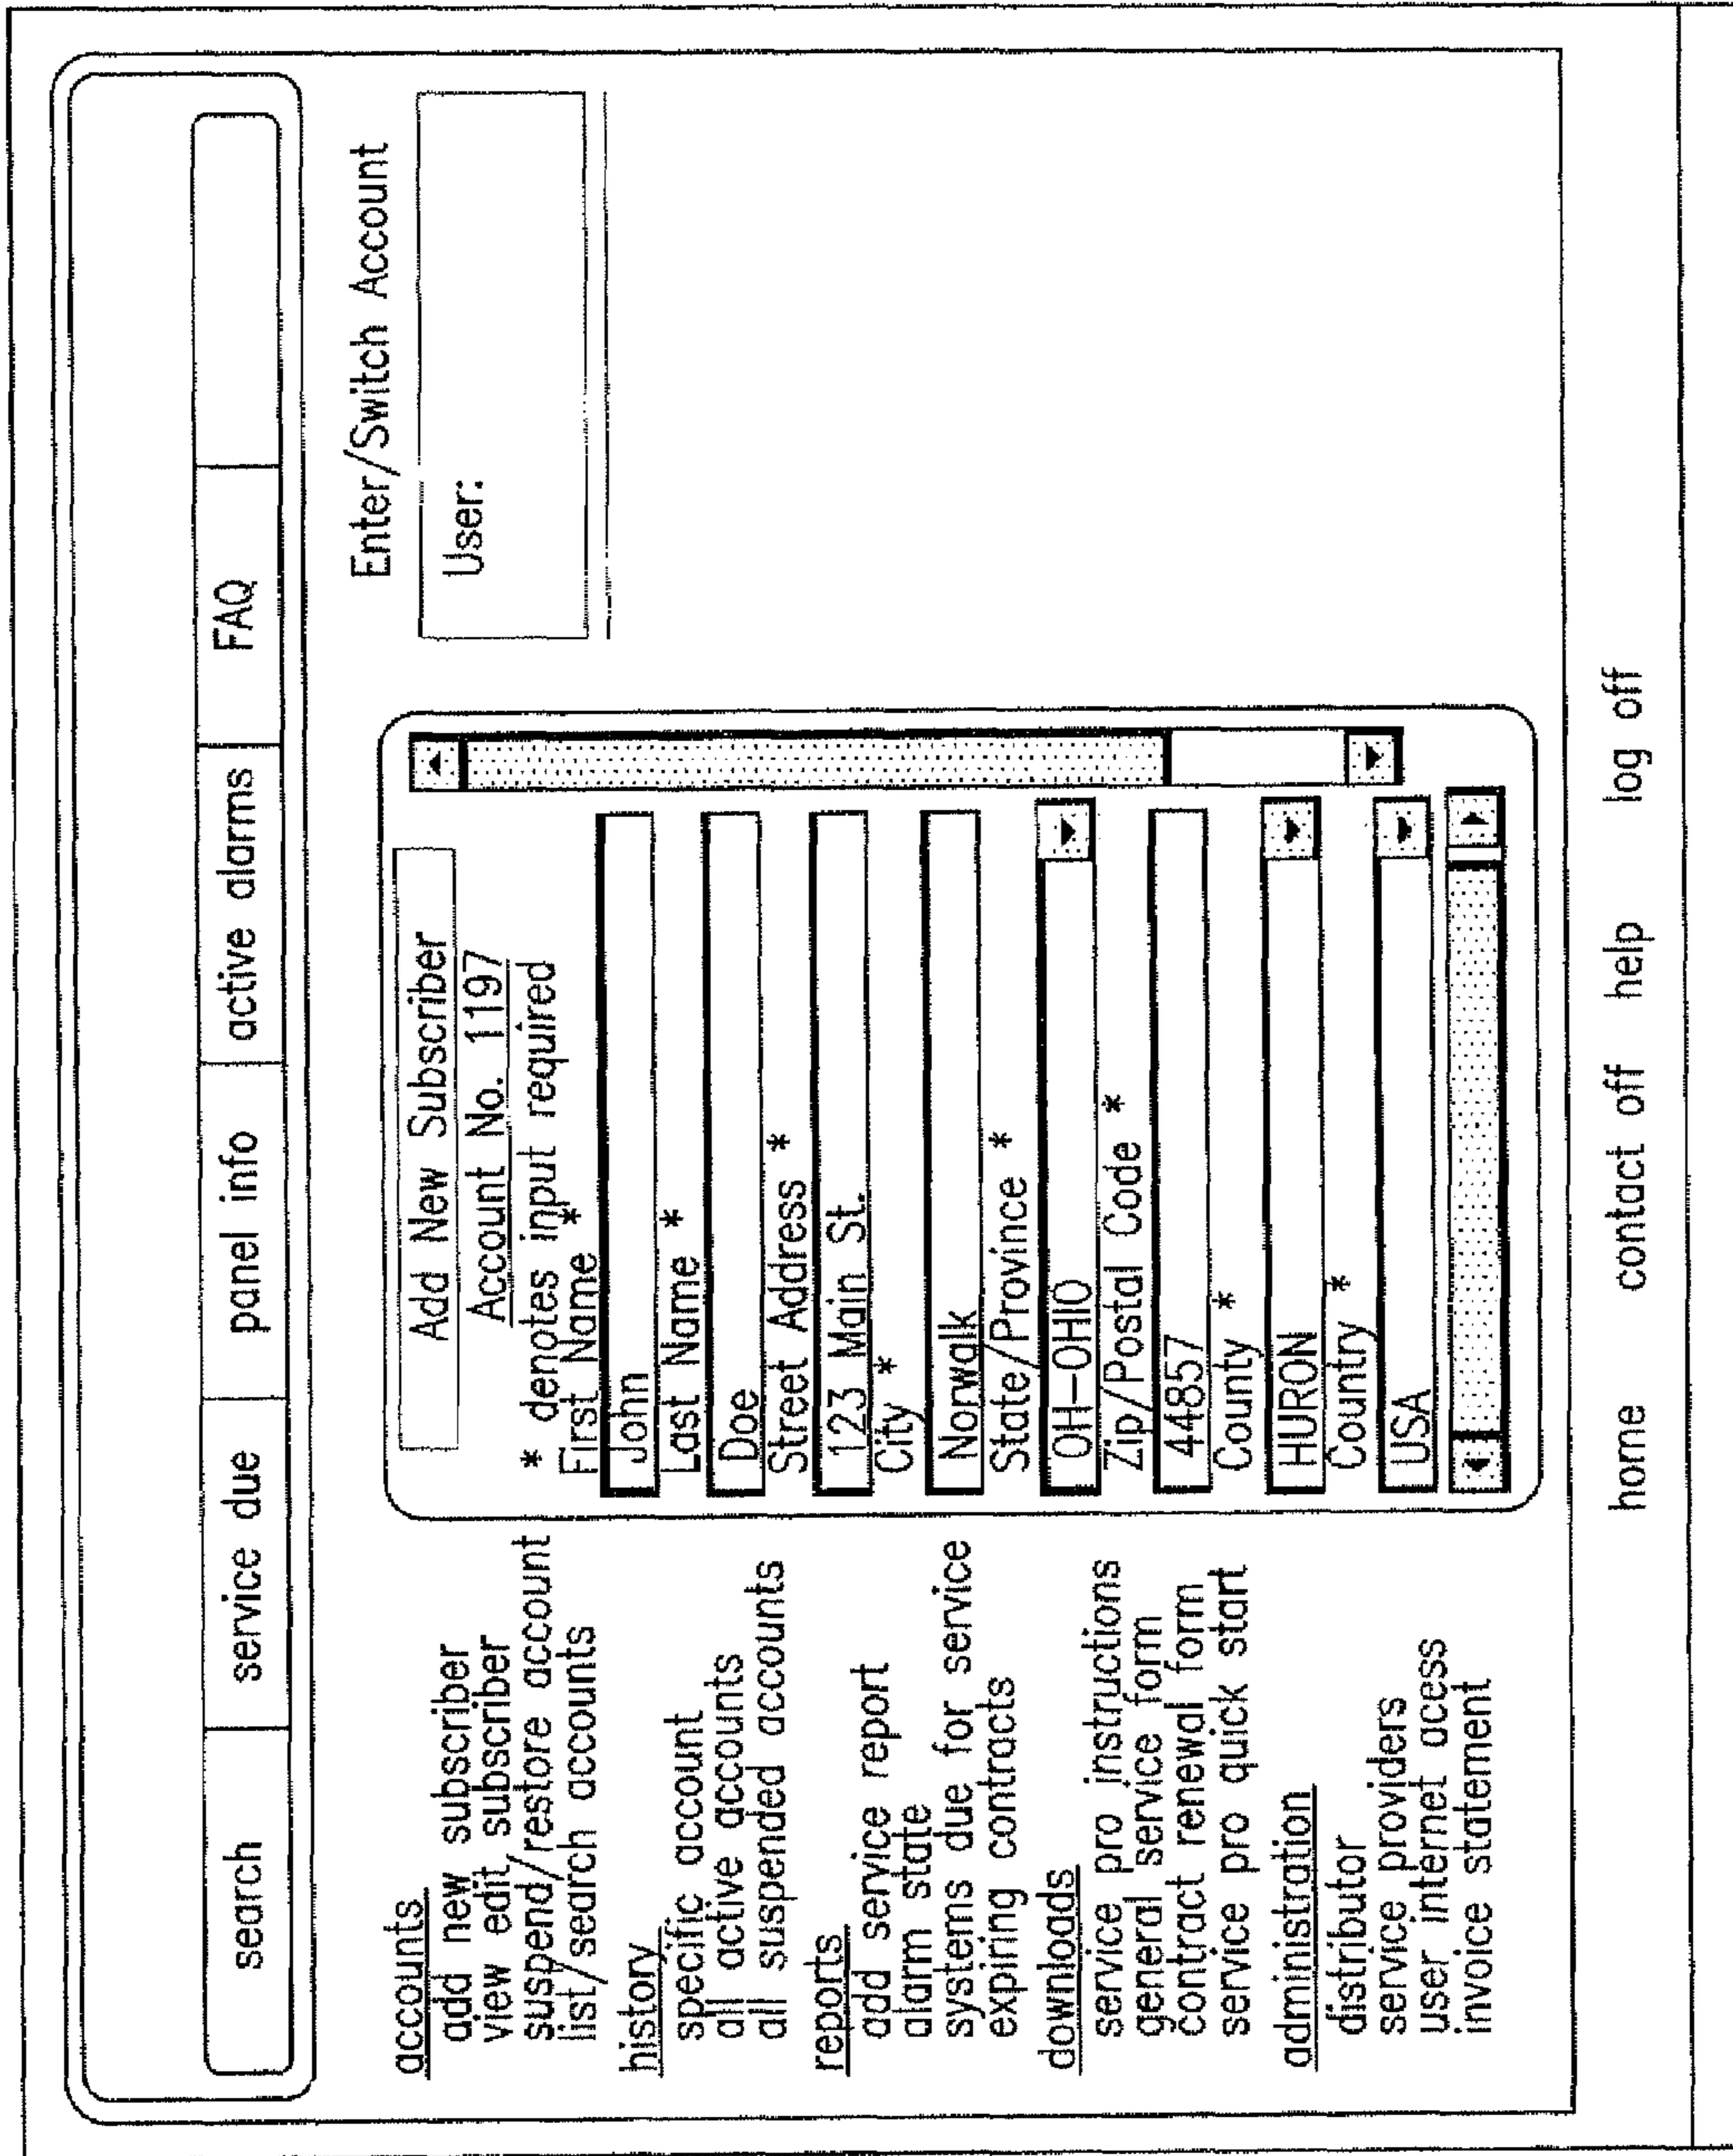 search service due panel info active alarms FAQ
accounts
add new subscriber
view edit subscriber
suspend/restore account
list/search accounts
history
specific account
all active accounts
all suspended accounts
reports
add service report
alarm state
systems due for service
expiring contracts
downloads
service pro instructions
general service form
contract renewal form
service pro quick start
administration
distributor
service providers
user internet acess
invoice statement
Add New Subscriber
Account No. 1197
* denotes input required
First Name *
John
Last Name *
Doe
Street Address *
123 Main St.
City *
Norwalk
State/Province *
OH-OHIO
Zip/Postal Code *
44857
County *
HURON
Country *
USA
Enter/Switch Account
User:
home contact off help log off